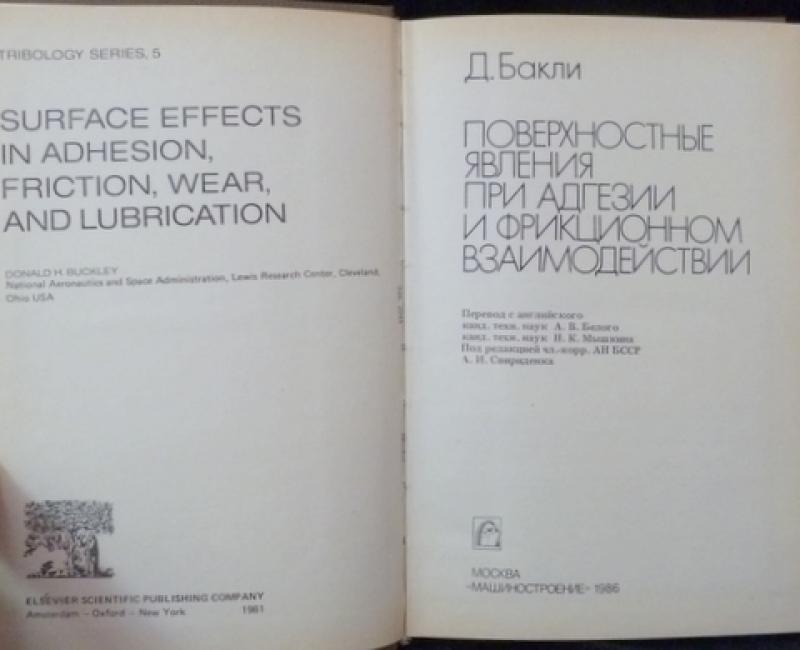 TRIBOLOGY SERIES, 5
SURFACE EFFECTS
IN ADHESION,
FRICTION, WEAR,
AND LUBRICATION
DONALD H. BUCKLEY
National Aeronautics and Space Administration, Lewis Research Center, Cleveland,
Ohio USA
ELSEVIER SCIENTIFIC PUBLISHING COMPANY
Amsterdam – Oxford – New York 1981
Д. Бакли
ПОВЕРХНОСТНЫЕ
ЯВЛЕНИЯ
ПРИ АДГЕЗИИ
И ФРИКЦИОННОМ
ВЗАИМОДЕЙСТВИИ
Перевод с английского
канд. техн. наук А. В. Белого
канд. техн. наук Н. К. Мышкина
Под редакцией чл.-корр. АН БССР
А. И. Свириденка
МОСКВА
«МАШИНОСТРОЕНИЕ» 1986